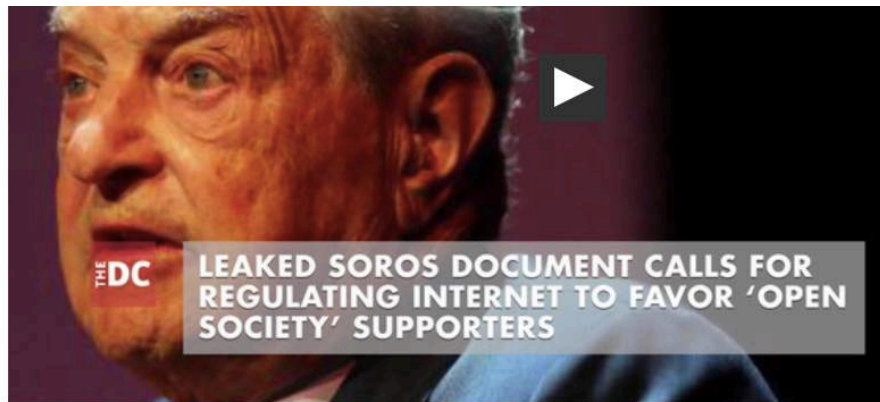 THE DC
LEAKED SOROS DOCUMENT CALLS FOR
REGULATING INTERNET TO FAVOR ‘OPEN
SOCIETY’ SUPPORTERS